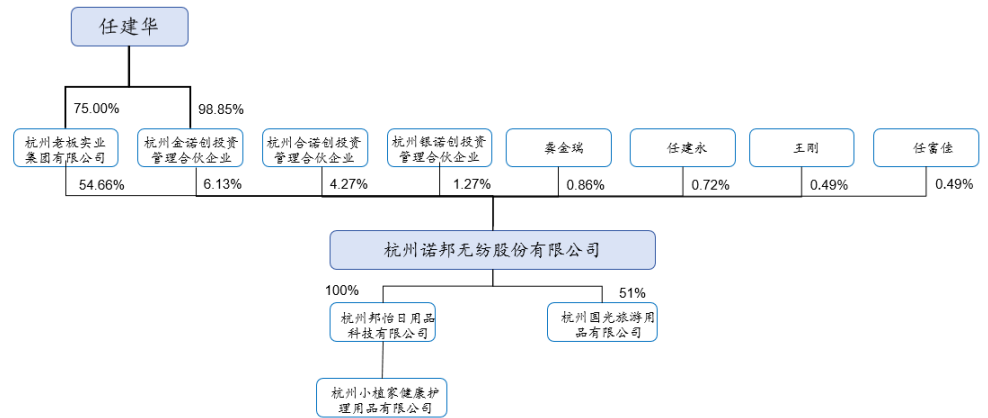 任建华
75.00%
98.85%
杭州老板实业
集团有限公司
杭州金诺创投资
管理合伙企业
杭州合诺创投资
管理合伙企业
杭州银诺创投资
管理合伙企业
龚金瑞
任建永
王刚
任富佳
54.66%
6.13%
4.27%
1.27%
0.86%
0.72%
0.49%
0.49%
杭州诺邦无纺股份有限公司
100%
51%
杭州邦怡日用品
科技有限公司
杭州国光旅游用
品有限公司
杭州小植家健康护
理用品有限公司